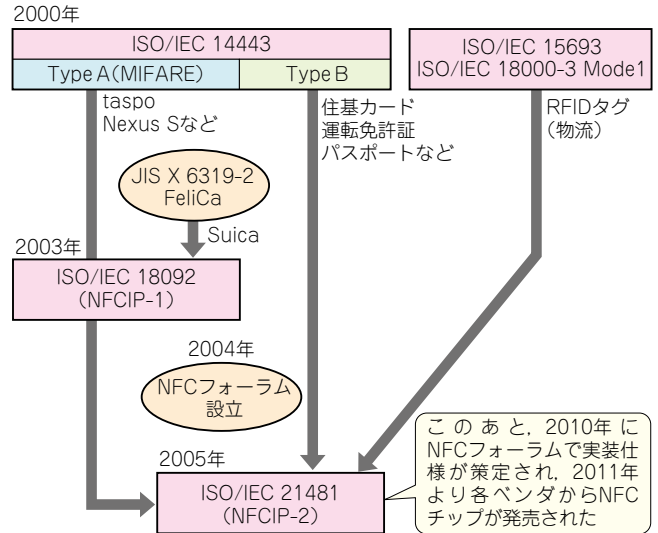 2000年
ISO/IEC 14443
Type A(MIFARE)
Type B
ISO/IEC 15693
ISO/IEC 18000-3 Mode1
taspo
Nexus Sなど
住基カード
運転免許証
パスポートなど
RFIDタグ
(物流)
JIS X 6319-2
FeliCa
Suica
2003年
ISO/IEC 18092
(NFCIP-1)
2004年
NFCフォーラム
設立
2005年
ISO/IEC 21481
(NFCIP-2)
このあと，2010年に
NFCフォーラムで実装仕
様が策定され，2011年
より各ベンダからNFC
チップが発売された